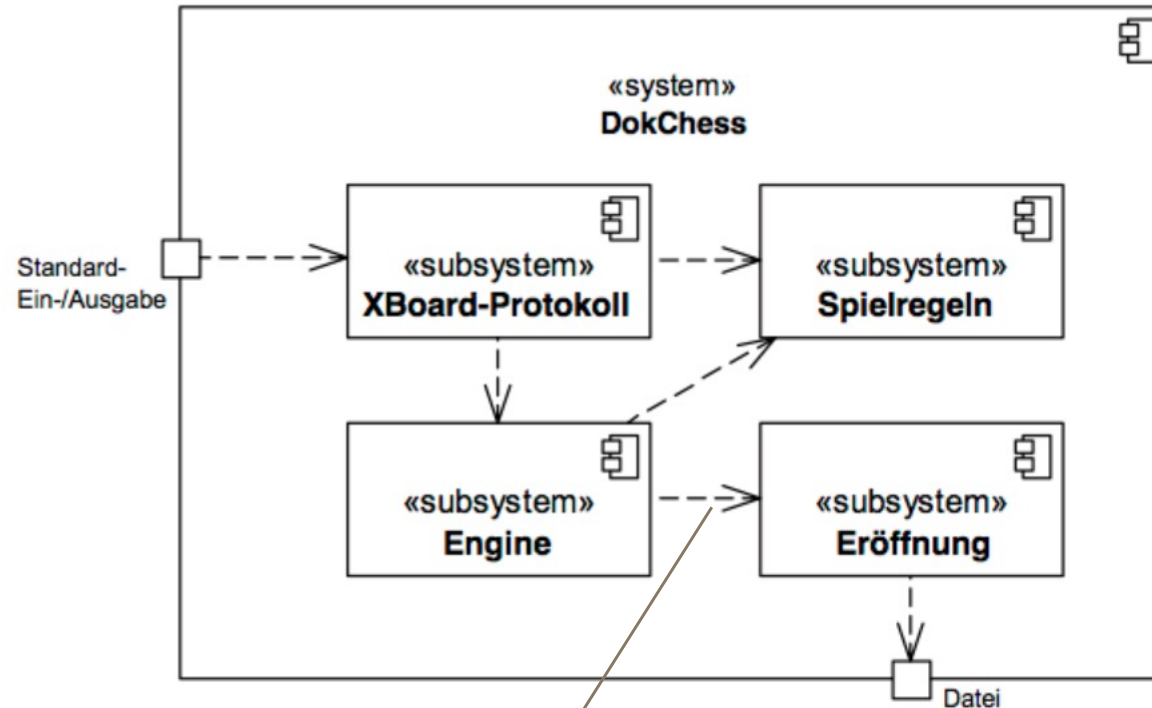 «system»
DokChess
Standard-
Ein-/Ausgabe
«subsystem»
XBoard-Protokoll
«subsystem»
Spielregeln
«subsystem»
Engine
«subsystem»
Eröffnung
Datei